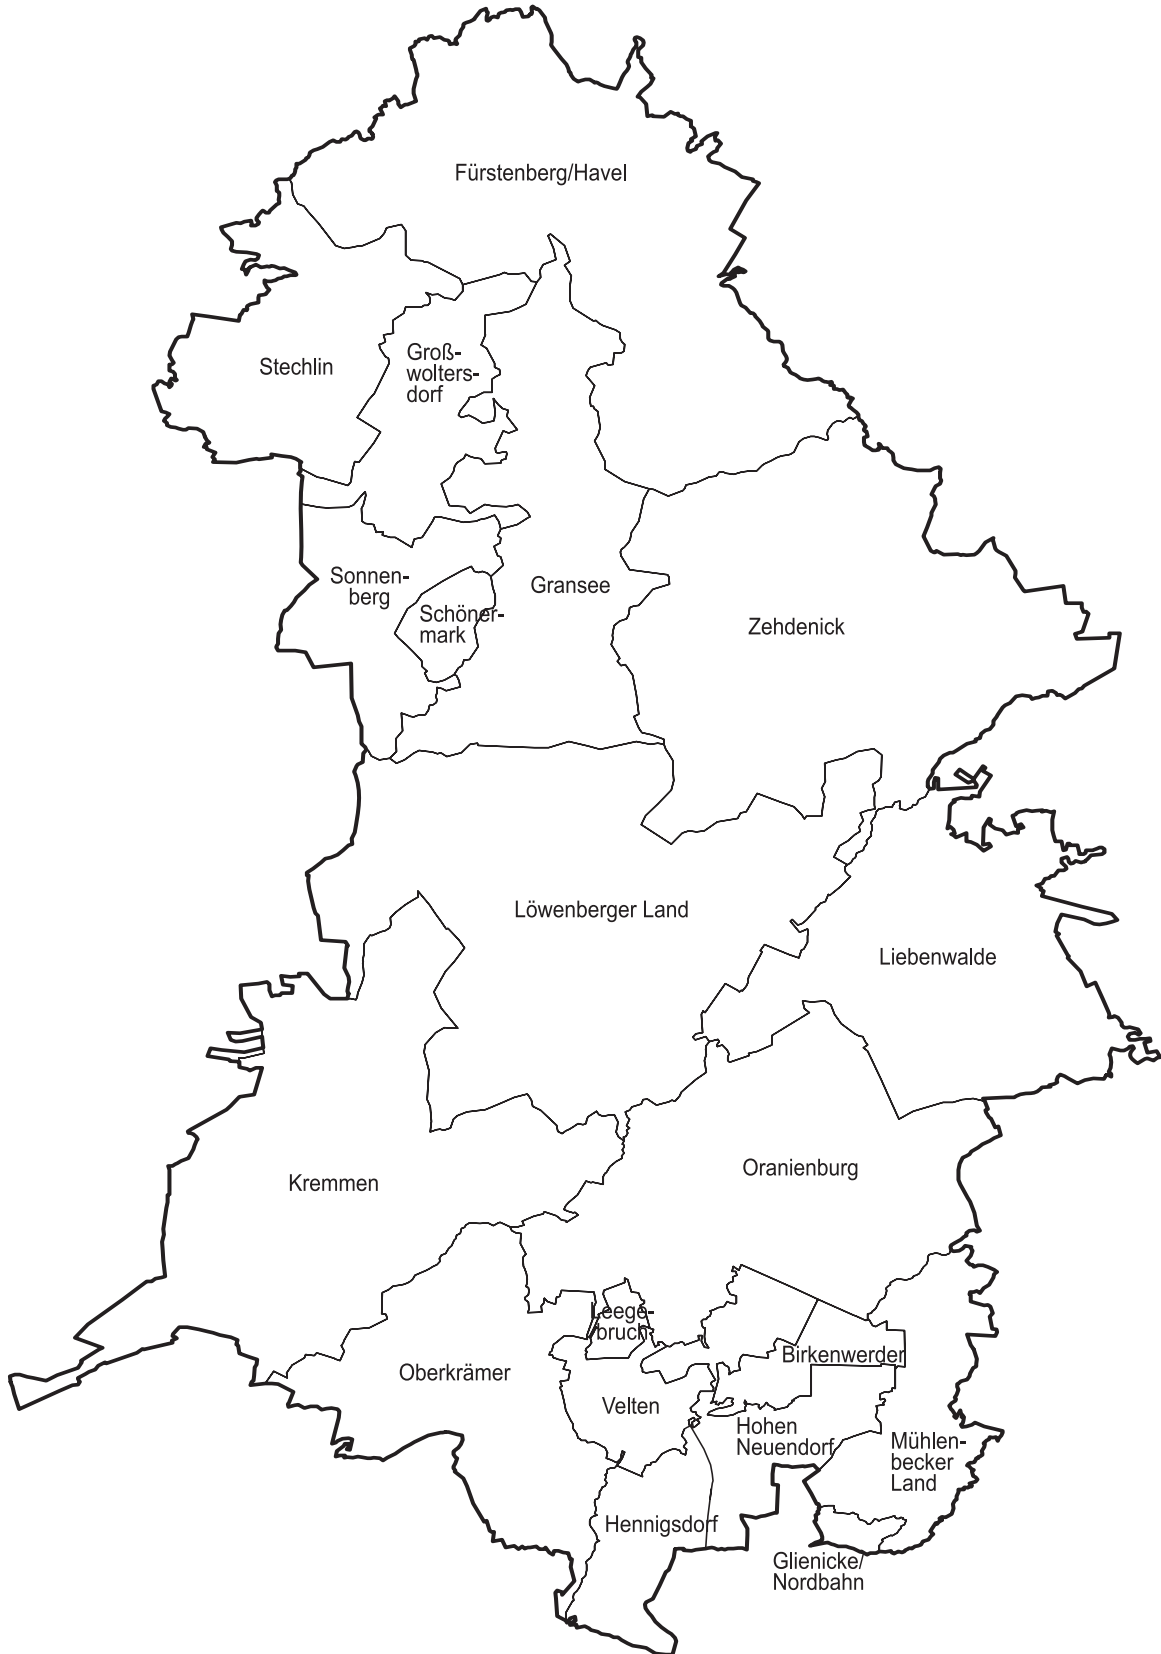 Fürstenberg/Havel
Stechlin
Groß-
wolters-
dorf
Sonnen-
berg
Schöner-
mark
Gransee
Zehdenick
Löwenberger Land
Liebenwalde
Kremmen
Oranienburg
Leege-
bruch
Birkenwerder
Oberkrämer
Velten
Hohen
Neuendorf
Mühlen-
becker
Land
Hennigsdorf
Glienicke/
Nordbahn